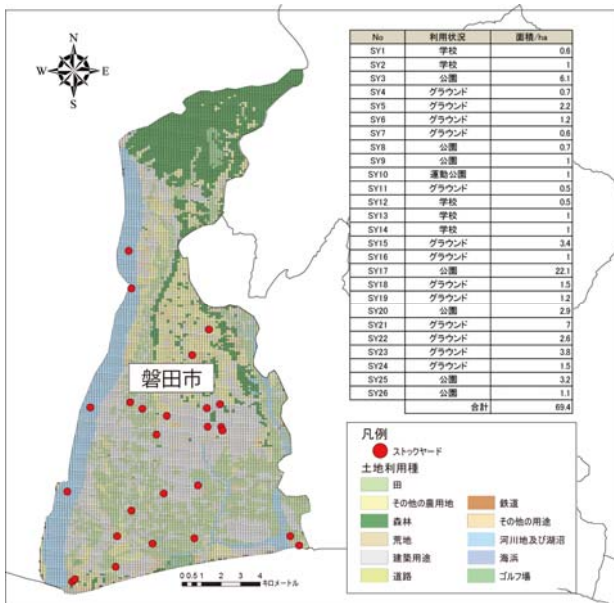 N
W E
S
No 利用状況 面積/ha
SY1 学校 0.6
SY2 学校 1
SY3 公園 6.1
SY4 グラウンド 0.7
SY5 グラウンド 2.2
SY6 グラウンド 1.2
SY7 グラウンド 0.6
SY8 公園 0.7
SY9 公園 1
SY10 運動公園 1
SY11 グラウンド 0.5
SY12 学校 0.5
SY13 学校 1
SY14 学校 1
SY15 グラウンド 3.4
SY16 グラウンド 1
SY17 公園 22.1
SY18 グラウンド 1.5
SY19 グラウンド 1.2
SY20 公園 2.9
SY21 グラウンド 7
SY22 グラウンド 2.6
SY23 グラウンド 3.8
SY24 グラウンド 1.5
SY25 公園 3.2
SY26 公園 1.1
合計 69.4
磐田市
凡例
ストックヤード
土地利用種
田
その他の農用地 鉄道
森林 その他の用途
荒地 河川地及び湖沼
建築用途 海浜
道路 ゴルフ場
0 0.5 1 2 3 4
キロメートル